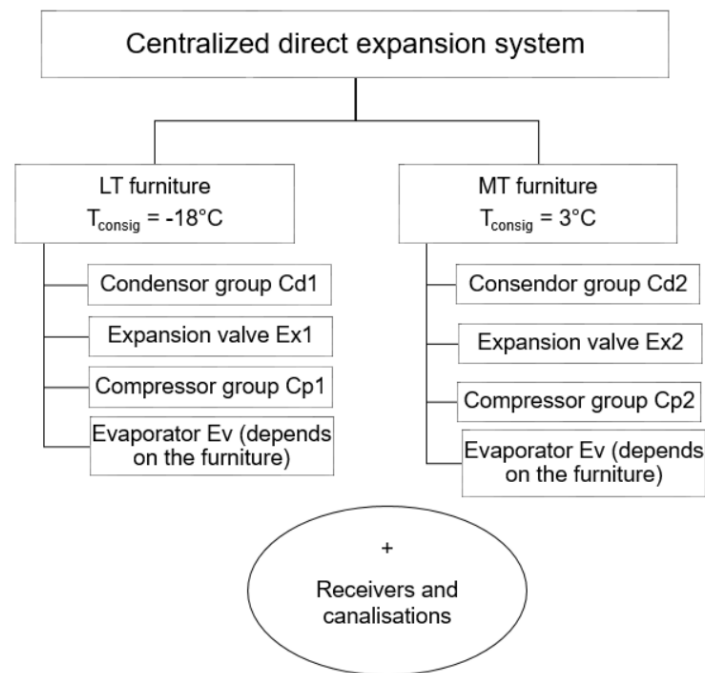 Centralized direct expansion system
LT furniture
T_consig = -18°C
Condensor group Cd1
Expansion valve Ex1
Compressor group Cp1
Evaporator Ev (depends
on the furniture)
MT furniture
T_consig = 3°C
Consendor group Cd2
Expansion valve Ex2
Compressor group Cp2
Evaporator Ev (depends
on the furniture)
+
Receivers and
canalisations